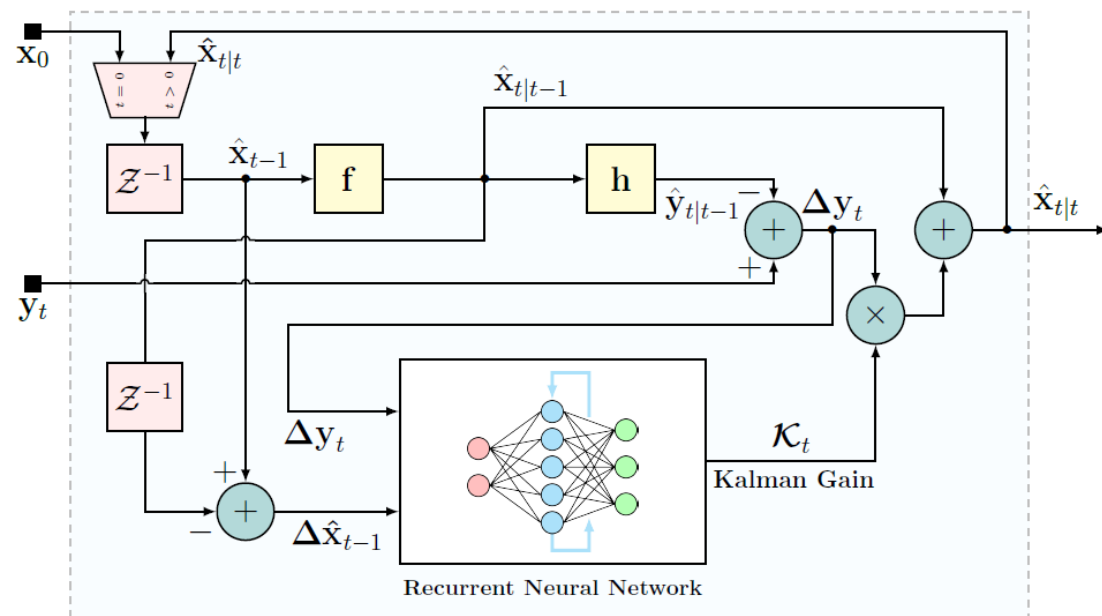 x₀
x̂ₜ|ₜ
t = 0
t > 0
x̂ₜ|ₜ₋₁
𝒵⁻¹
x̂ₜ₋₁
f
h
−
ŷₜ|ₜ₋₁
+
Δyₜ
+
x̂ₜ|ₜ
+
yₜ
×
𝒵⁻¹
Δyₜ
𝒦ₜ
Kalman Gain
+
+
−
Δx̂ₜ₋₁
Recurrent Neural Network